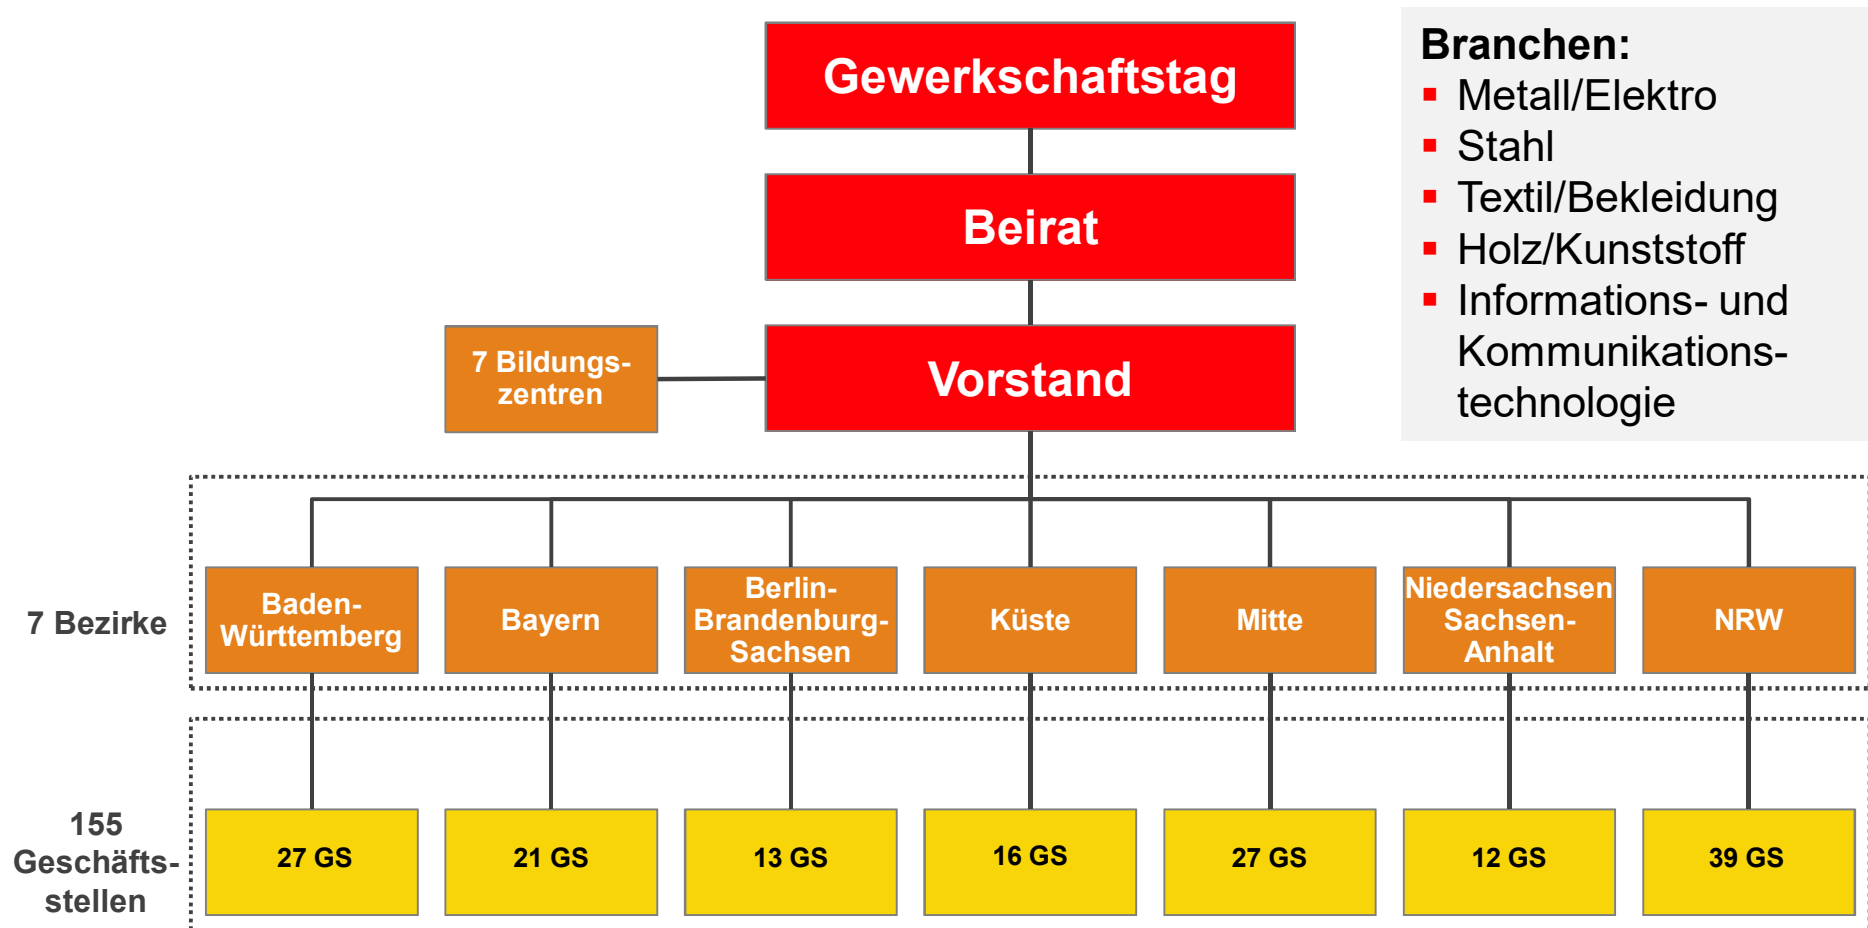 Gewerkschaftstag
Beirat
7 Bildungs-
zentren
Vorstand
Branchen:
Metall/Elektro
Stahl
Textil/Bekleidung
Holz/Kunststoff
Informations- und
Kommunikations-
technologie
7 Bezirke
Baden-
Württemberg
Bayern
Berlin-
Brandenburg-
Sachsen
Küste
Mitte
Niedersachsen
Sachsen-
Anhalt
NRW
155
Geschäfts-
stellen
27 GS
21 GS
13 GS
16 GS
27 GS
12 GS
39 GS